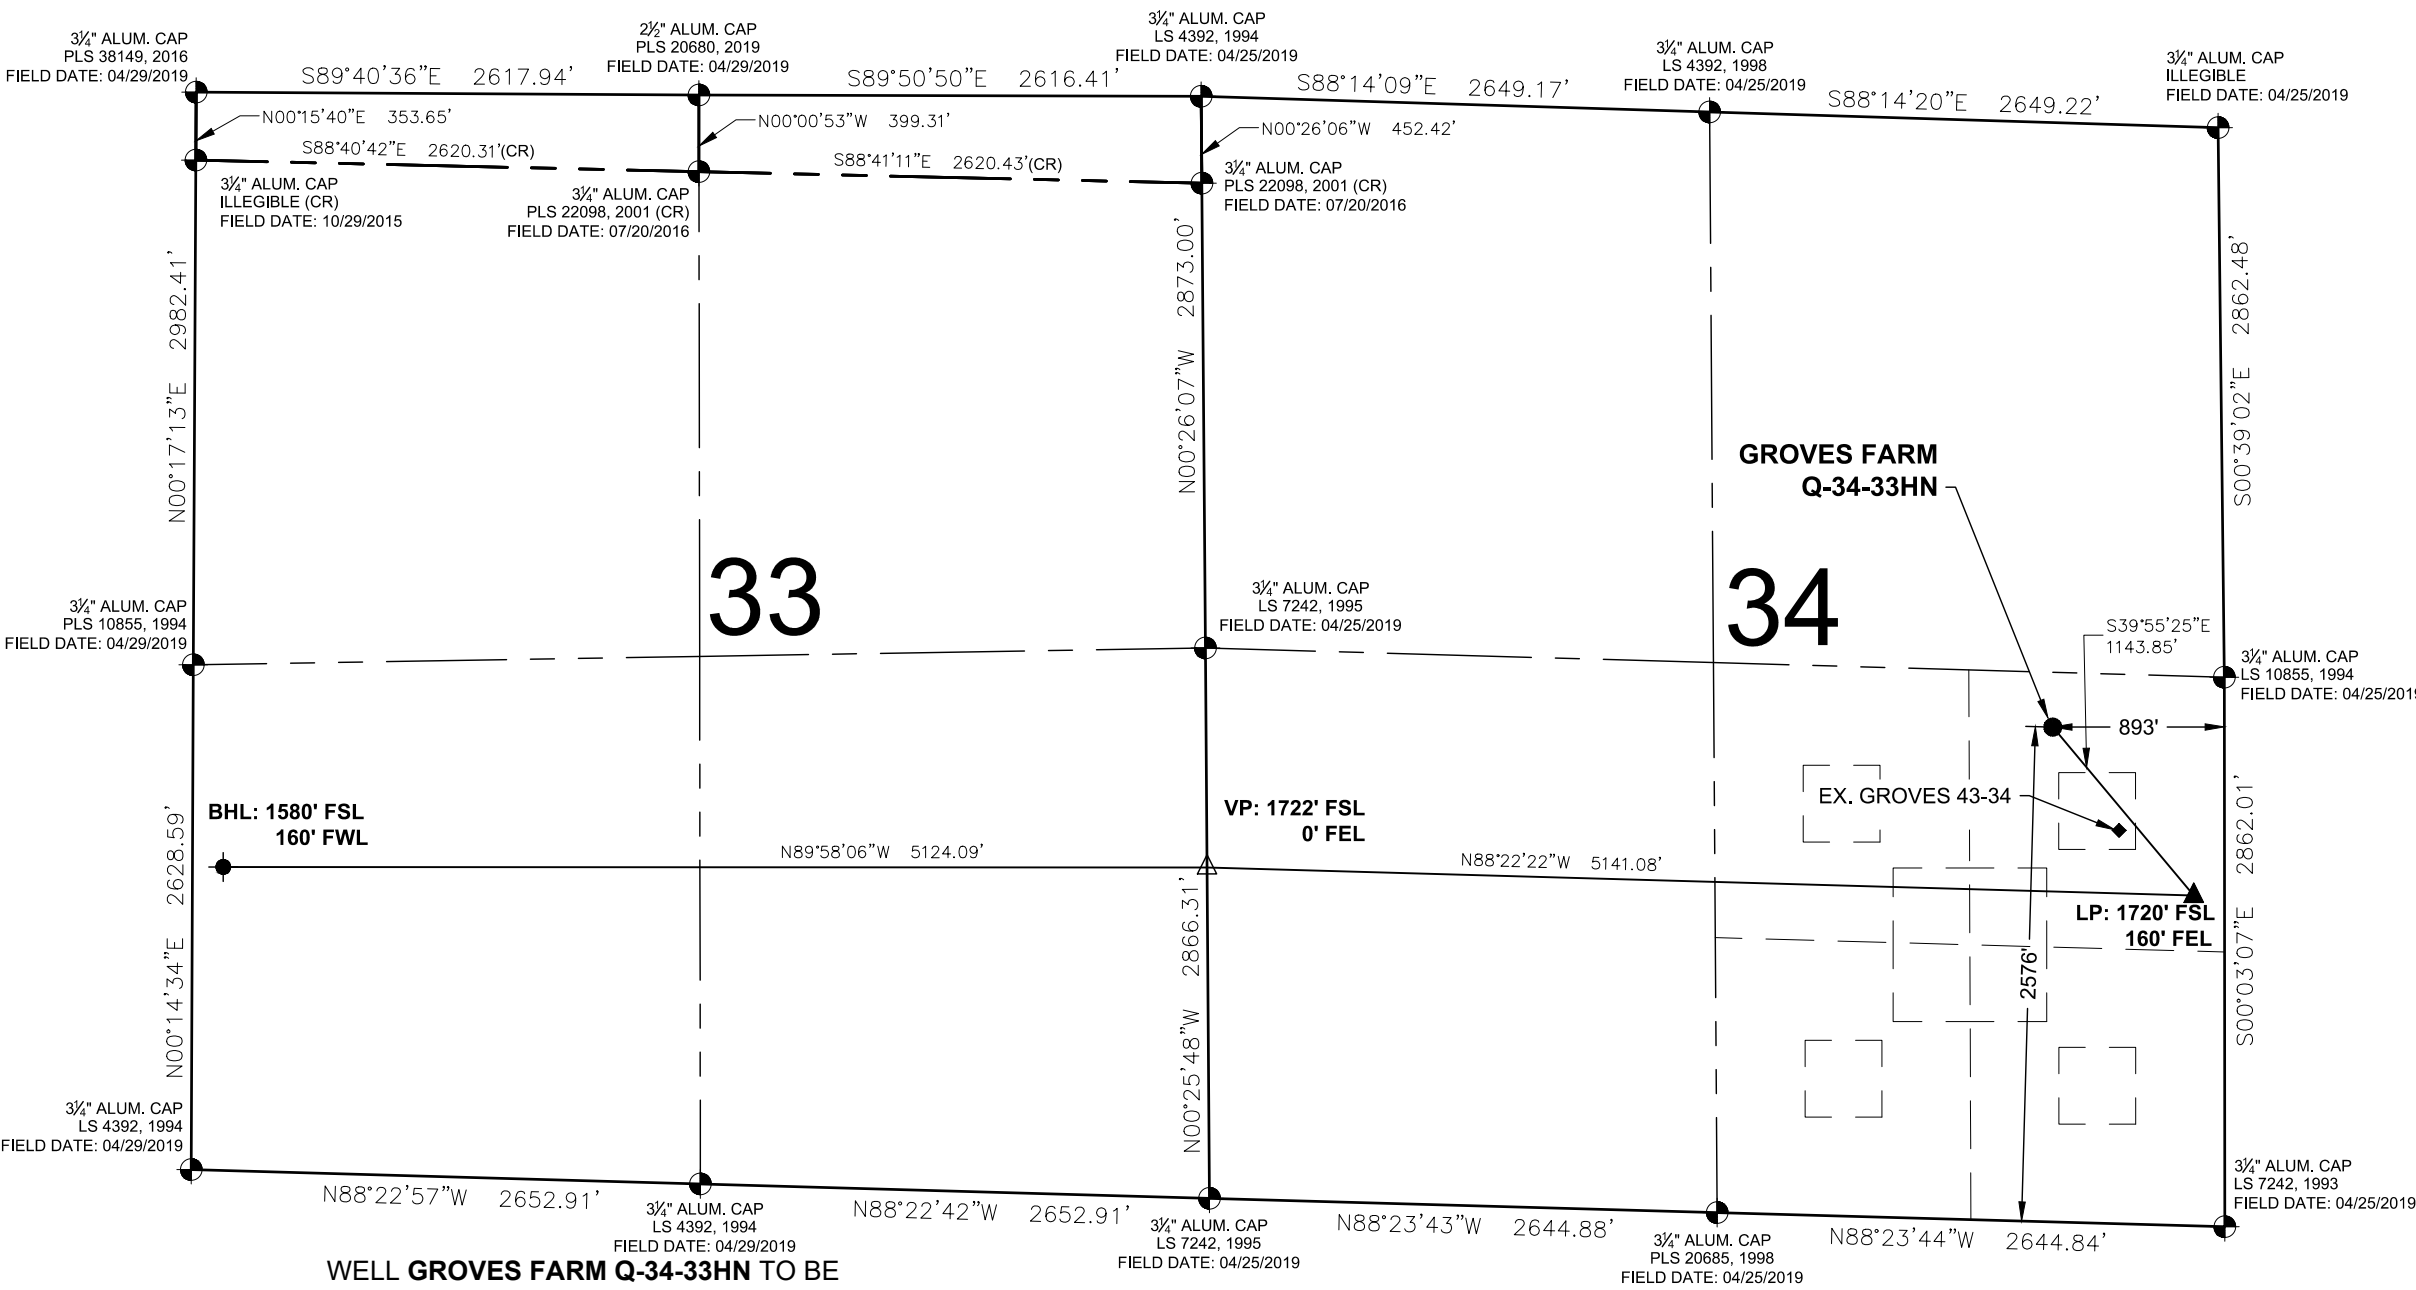 3¼" ALUM. CAP
PLS 38149, 2016
FIELD DATE: 04/29/2019
2½" ALUM. CAP
PLS 20680, 2019
FIELD DATE: 04/29/2019
3¼" ALUM. CAP
LS 4392, 1994
FIELD DATE: 04/25/2019
3¼" ALUM. CAP
LS 4392, 1998
FIELD DATE: 04/25/2019
3¼" ALUM. CAP
ILLEGIBLE
FIELD DATE: 04/25/2019
S89°40'36"E 2617.94'
S89°50'50"E 2616.41'
S88°14'09"E 2649.17'
S88°14'20"E 2649.22'
N00°15'40"E 353.65'
N00°00'53"W 399.31'
N00°26'06"W 452.42'
S88°40'42"E 2620.31'(CR)
S88°41'11"E 2620.43'(CR)
3¼" ALUM. CAP
ILLEGIBLE (CR)
FIELD DATE: 10/29/2015
3¼" ALUM. CAP
PLS 22098, 2001 (CR)
FIELD DATE: 07/20/2016
3¼" ALUM. CAP
PLS 22098, 2001 (CR)
FIELD DATE: 07/20/2016
N00°17'13"E 2982.41'
N00°26'07"W 2873.00'
S00°39'02"E 2862.48'
GROVES FARM
Q-34-33HN
33
34
3¼" ALUM. CAP
PLS 10855, 1994
FIELD DATE: 04/29/2019
3¼" ALUM. CAP
LS 7242, 1995
FIELD DATE: 04/25/2019
S39°55'25"E
1143.85'
3¼" ALUM. CAP
LS 10855, 1994
FIELD DATE: 04/25/2019
893'
EX. GROVES 43-34
BHL: 1580' FSL
160' FWL
VP: 1722' FSL
0' FEL
N89°58'06"W 5124.09'
N88°22'22"W 5141.08'
LP: 1720' FSL
160' FEL
2576'
N00°14'34"E 2628.59'
N00°25'48"W 2866.31'
S00°03'07"E 2862.01'
3¼" ALUM. CAP
LS 4392, 1994
FIELD DATE: 04/29/2019
N88°22'57"W 2652.91'
N88°22'42"W 2652.91'
N88°23'43"W 2644.88'
N88°23'44"W 2644.84'
3¼" ALUM. CAP
LS 4392, 1994
FIELD DATE: 04/29/2019
3¼" ALUM. CAP
LS 7242, 1995
FIELD DATE: 04/25/2019
3¼" ALUM. CAP
PLS 20685, 1998
FIELD DATE: 04/25/2019
3¼" ALUM. CAP
LS 7242, 1993
FIELD DATE: 04/25/2019
WELL GROVES FARM Q-34-33HN TO BE